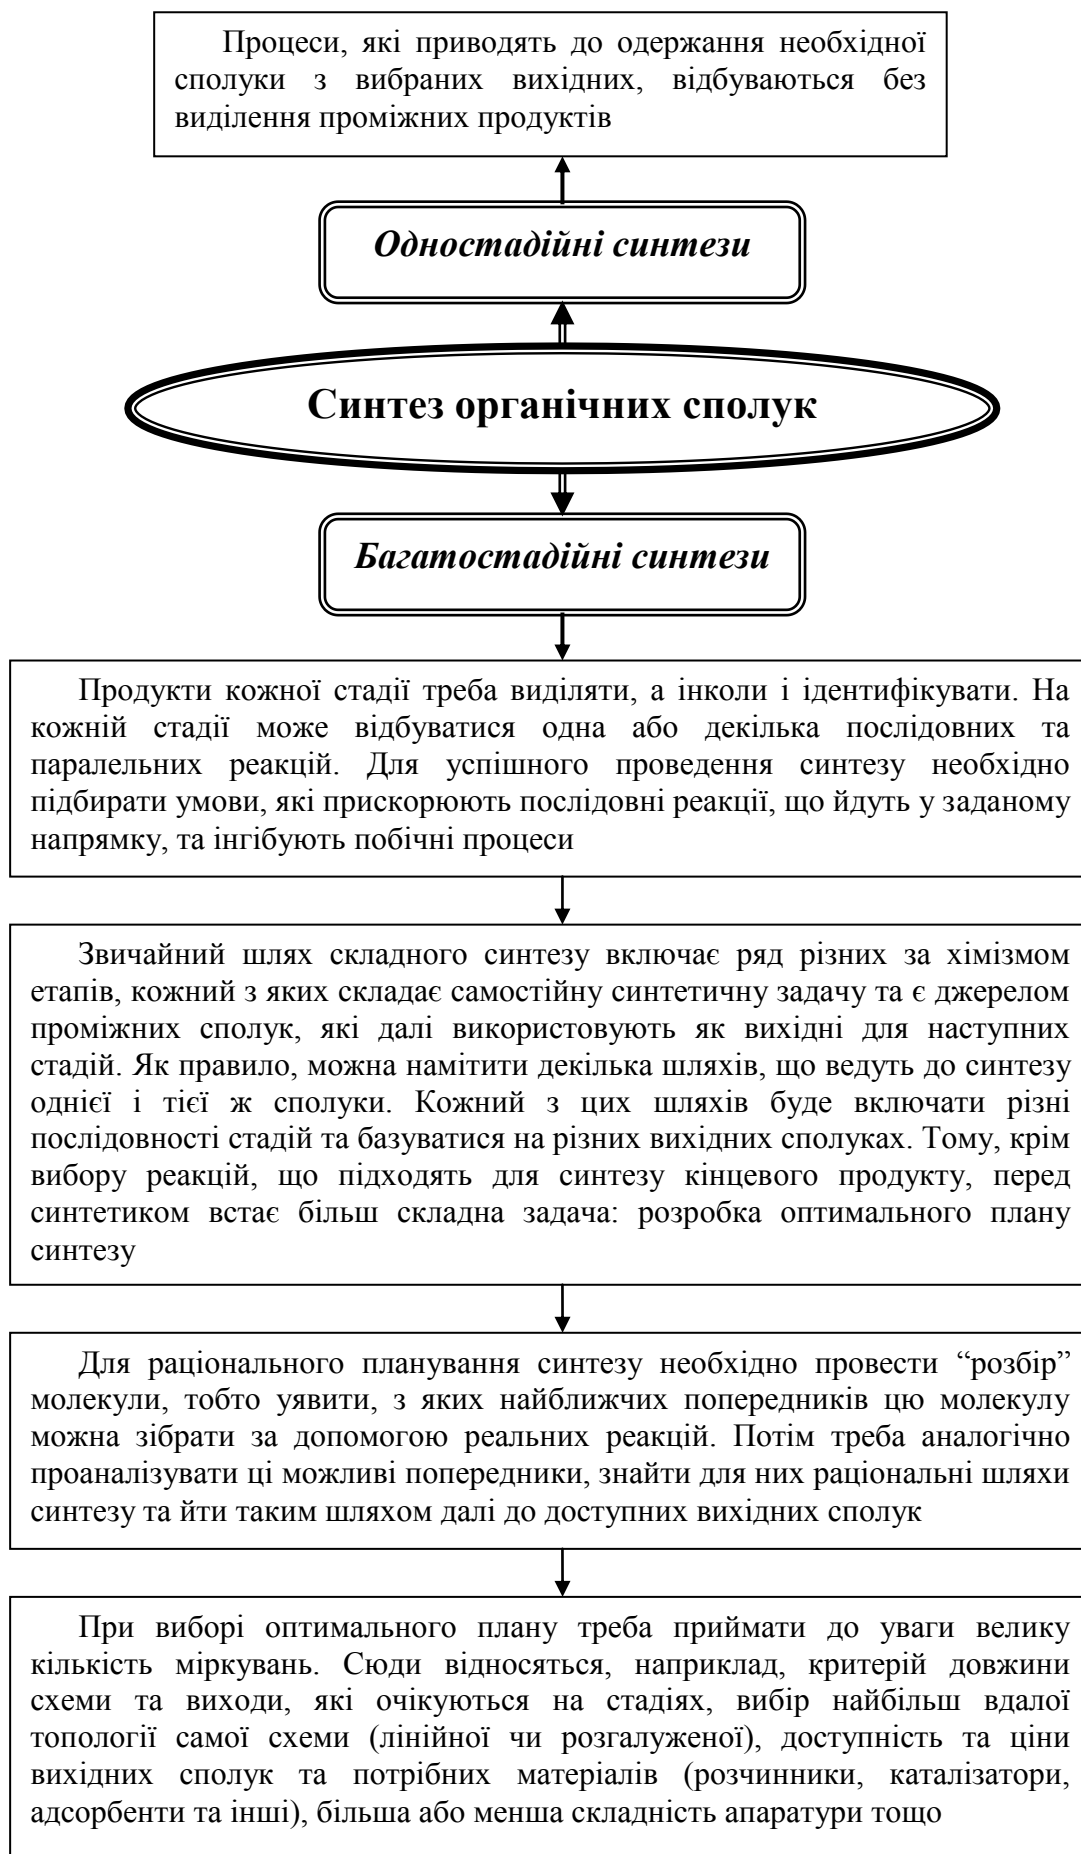 Процеси, які приводять до одержання необхідної
сполуки з вибраних вихідних, відбуваються без
виділення проміжних продуктів
Одностадійні синтези
Синтез органічних сполук
Багатостадійні синтези
Продукти кожної стадії треба виділяти, а інколи і ідентифікувати. На
кожній стадії може відбуватися одна або декілька послідовних та
паралельних реакцій. Для успішного проведення синтезу необхідно
підбирати умови, які прискорюють послідовні реакції, що йдуть у заданому
напрямку, та інгібують побічні процеси
Звичайний шлях складного синтезу включає ряд різних за хімізмом
етапів, кожний з яких складає самостійну синтетичну задачу та є джерелом
проміжних сполук, які далі використовують як вихідні для наступних
стадій. Як правило, можна намітити декілька шляхів, що ведуть до синтезу
однієї і тієї ж сполуки. Кожний з цих шляхів буде включати різні
послідовності стадій та базуватися на різних вихідних сполуках. Тому, крім
вибору реакцій, що підходять для синтезу кінцевого продукту, перед
синтетиком встає більш складна задача: розробка оптимального плану
синтезу
Для раціонального планування синтезу необхідно провести “розбір”
молекули, тобто уявити, з яких найближчих попередників цю молекулу
можна зібрати за допомогою реальних реакцій. Потім треба аналогічно
проаналізувати ці можливі попередники, знайти для них раціональні шляхи
синтезу та йти таким шляхом далі до доступних вихідних сполук
При виборі оптимального плану треба приймати до уваги велику
кількість міркувань. Сюди відносяться, наприклад, критерій довжини
схеми та виходи, які очікуються на стадіях, вибір найбільш вдалої
топології самої схеми (лінійної чи розгалуженої), доступність та ціни
вихідних сполук та потрібних матеріалів (розчинники, каталізатори,
адсорбенти та інші), більша або менша складність апаратури тощо